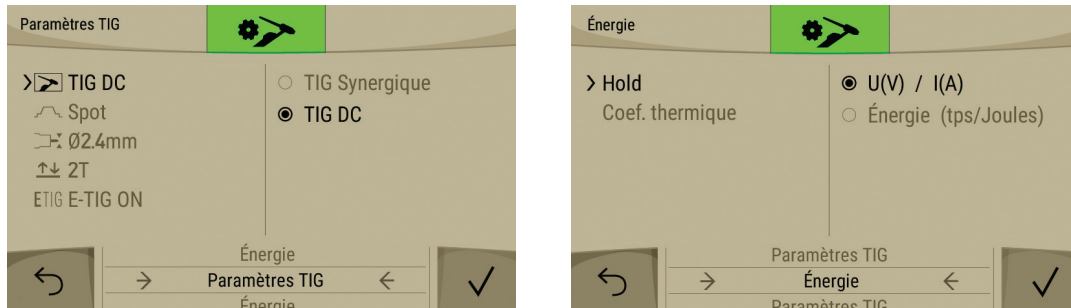 Paramètres TIG
TIG DC
Spot
Ø2.4mm
2T
ETIG E-TIG ON
TIG Synergique
TIG DC
Énergie
Paramètres TIG
Énergie
Énergie
Hold
Coef. thermique
U(V) / I(A)
Énergie (tps/Joules)
Paramètres TIG
Énergie
Paramètres TIG